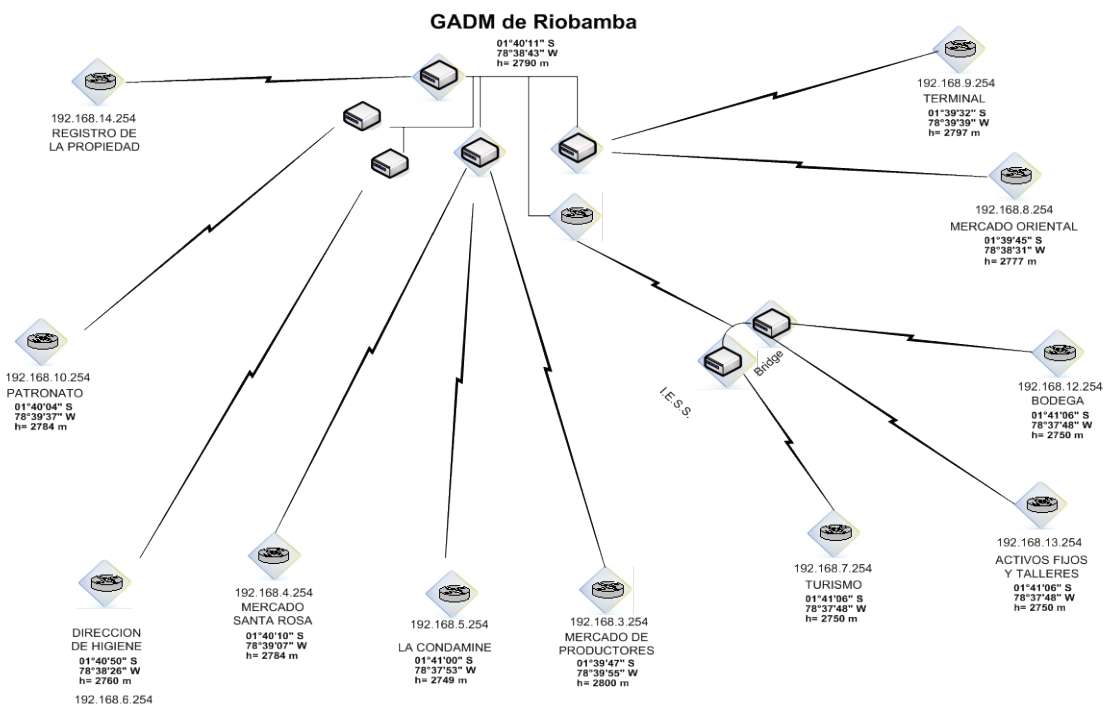 GADM de Riobamba
01°40'11" S
78°38'43" W
h= 2790 m
192.168.14.254
REGISTRO DE
LA PROPIEDAD
192.168.9.254
TERMINAL
01°39'32" S
78°39'39" W
h= 2797 m
192.168.8.254
MERCADO ORIENTAL
01°39'45" S
78°38'31" W
h= 2777 m
192.168.10.254
PATRONATO
01°40'04" S
78°39'37" W
h= 2784 m
Bridge
I.E.S.S.
192.168.12.254
BODEGA
01°41'06" S
78°37'48" W
h= 2750 m
192.168.13.254
ACTIVOS FIJOS
Y TALLERES
01°41'06" S
78°37'48" W
h= 2750 m
192.168.7.254
TURISMO
01°41'06" S
78°37'48" W
h= 2750 m
DIRECCION
DE HIGIENE
01°40'50" S
78°38'26" W
h= 2760 m
192.168.6.254
192.168.4.254
MERCADO
SANTA ROSA
01°40'10" S
78°39'07" W
h= 2784 m
192.168.5.254
LA CONDAMINE
01°41'00" S
78°37'53" W
h= 2749 m
192.168.3.254
MERCADO DE
PRODUCTORES
01°39'47" S
78°39'55" W
h= 2800 m